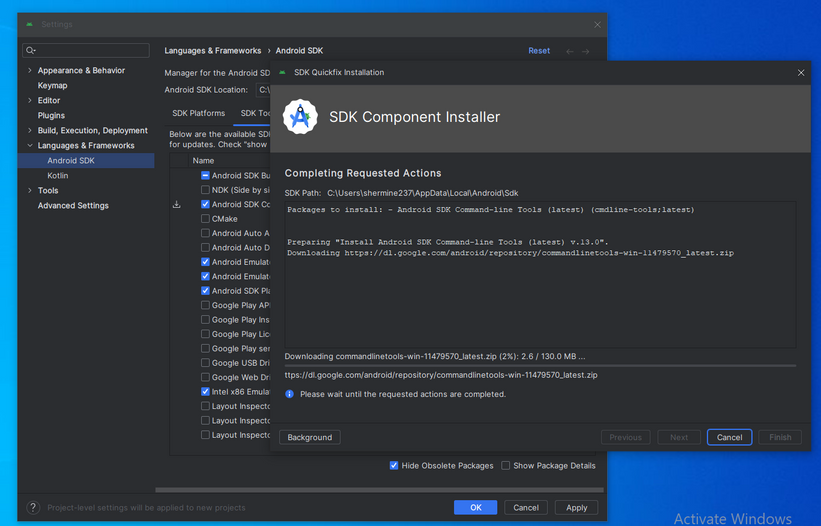 Settings
Appearance & Behavior
Keymap
Editor
Plugins
Build, Execution, Deployment
Languages & Frameworks
Android SDK
Kotlin
Tools
Advanced Settings
Languages & Frameworks › Android SDK
Reset
Manager for the Android SD
Android SDK Location: C:\
SDK Platforms SDK Too
Below are the available SD
for updates. Check "show
Name
Android SDK Bu
NDK (Side by si
Android SDK Co
CMake
Android Auto A
Android Auto D
Android Emulat
Android Emulat
Android SDK Pla
Google Play AP
Google Play Ins
Google Play Lic
Google Play ser
Google USB Dri
Google Web Dri
Intel x86 Emula
Layout Inspecto
Layout Inspecto
Layout Inspecto
Hide Obsolete Packages Show Package Details
? Project-level settings will be applied to new projects
OK Cancel Apply
SDK Quickfix Installation
SDK Component Installer
Completing Requested Actions
SDK Path: C:\Users\shermine237\AppData\Local\Android\Sdk
Packages to install: - Android SDK Command-line Tools (latest) (cmdline-tools;latest)
Preparing "Install Android SDK Command-line Tools (latest) v.13.0".
Downloading https://dl.google.com/android/repository/commandlinetools-win-11479570_latest.zip
Downloading commandlinetools-win-11479570_latest.zip (2%): 2.6 / 130.0 MB ...
ttps://dl.google.com/android/repository/commandlinetools-win-11479570_latest.zip
Please wait until the requested actions are completed.
Background Previous Next Cancel Finish
Activate Windows